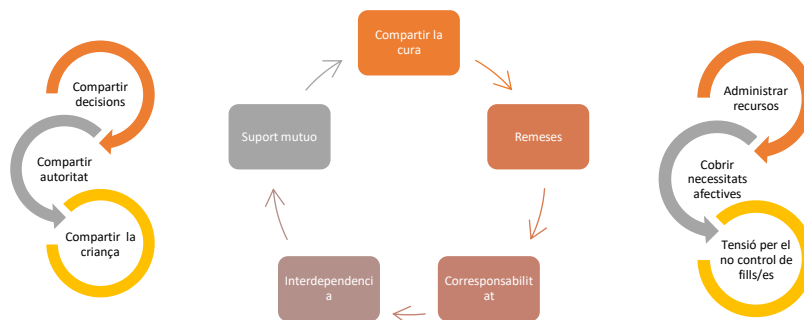 Compartir
decisions
Compartir
autoritat
Compartir la
criança
Compartir la
cura
Remeses
Corresponsabilit
at
Interdependenci
a
Suport mutuo
Administrar
recursos
Cobrir
necessitats
afectives
Tensió per el
no control de
fills/es